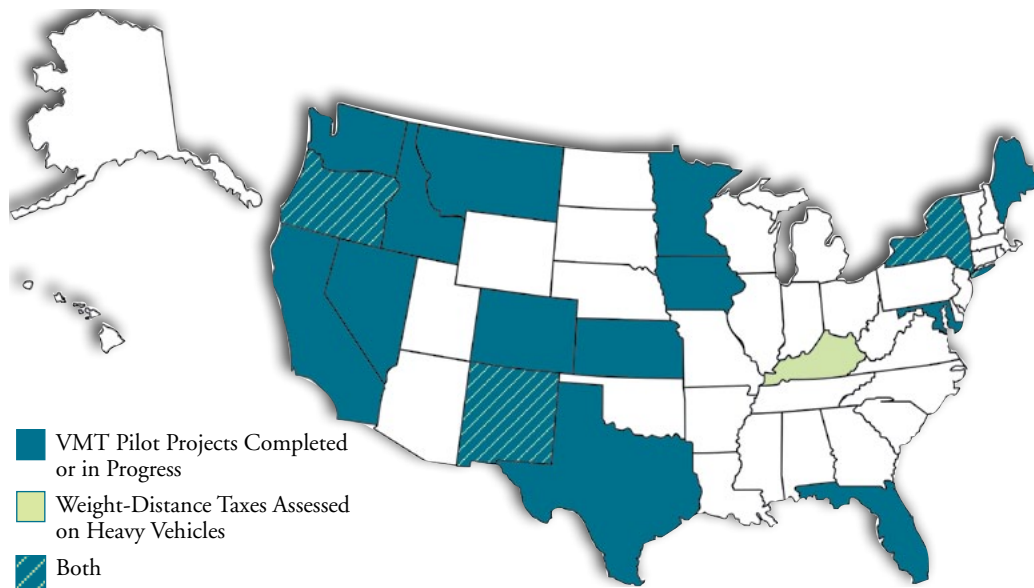 VMT Pilot Projects Completed
or in Progress
Weight-Distance Taxes Assessed
on Heavy Vehicles
Both